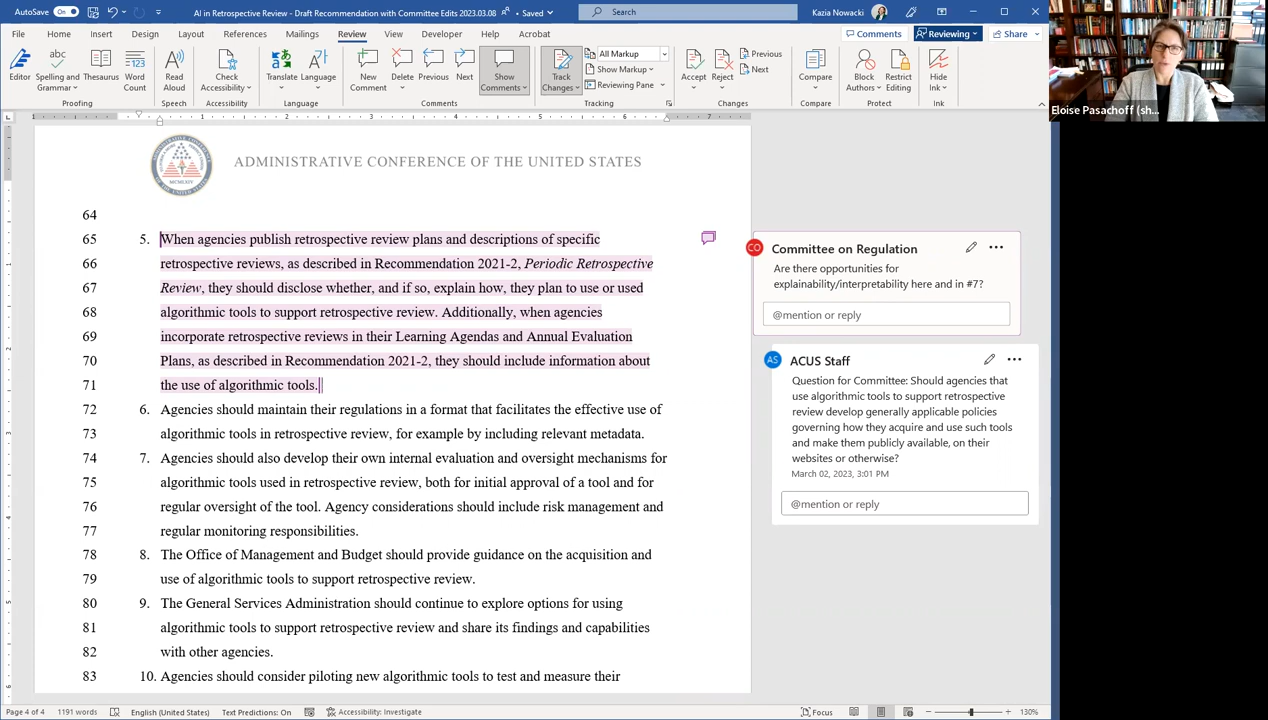 AutoSave On AI in Retrospective Review - Draft Recommendation with Committee Edits 2023.03.08 • Saved Search Kazia Nowacki
File Home Insert Draw Design Layout References Mailings Review View Developer Help Acrobat Comments Reviewing Share
Editor
Spelling and Grammar
Thesaurus
Word Count
Read Aloud
Check Accessibility
Translate
Language
New Comment
Delete
Previous
Next
Show Comments
Track Changes
All Markup
Show Markup
Reviewing Pane
Accept
Reject
Previous
Next
Compare
Block Authors
Restrict Editing
Hide Ink
Proofing Speech Accessibility Language Comments Tracking Changes Compare Protect Ink
1 1 2 3 4 5 6 7
ADMINISTRATIVE CONFERENCE OF THE UNITED STATES
64
65 5. When agencies publish retrospective review plans and descriptions of specific
66 retrospective reviews, as described in Recommendation 2021-2, Periodic Retrospective
67 Review, they should disclose whether, and if so, explain how, they plan to use or used
68 algorithmic tools to support retrospective review. Additionally, when agencies
69 incorporate retrospective reviews in their Learning Agendas and Annual Evaluation
70 Plans, as described in Recommendation 2021-2, they should include information about
71 the use of algorithmic tools.
72 6. Agencies should maintain their regulations in a format that facilitates the effective use of
73 algorithmic tools in retrospective review, for example by including relevant metadata.
74 7. Agencies should also develop their own internal evaluation and oversight mechanisms for
75 algorithmic tools used in retrospective review, both for initial approval of a tool and for
76 regular oversight of the tool. Agency considerations should include risk management and
77 regular monitoring responsibilities.
78 8. The Office of Management and Budget should provide guidance on the acquisition and
79 use of algorithmic tools to support retrospective review.
80 9. The General Services Administration should continue to explore options for using
81 algorithmic tools to support retrospective review and share its findings and capabilities
82 with other agencies.
83 10. Agencies should consider piloting new algorithmic tools to test and measure their
CO Committee on Regulation
Are there opportunities for
explainability/interpretability here and in #7?
@mention or reply
AS ACUS Staff
Question for Committee: Should agencies that
use algorithmic tools to support retrospective
review develop generally applicable policies
governing how they acquire and use such tools
and make them publicly available, on their
websites or otherwise?
March 02, 2023, 3:01 PM
@mention or reply
Eloise Pasachoff (sh...
Page 4 of 4 1191 words English (United States) Text Predictions: On Accessibility: Investigate Focus 130%